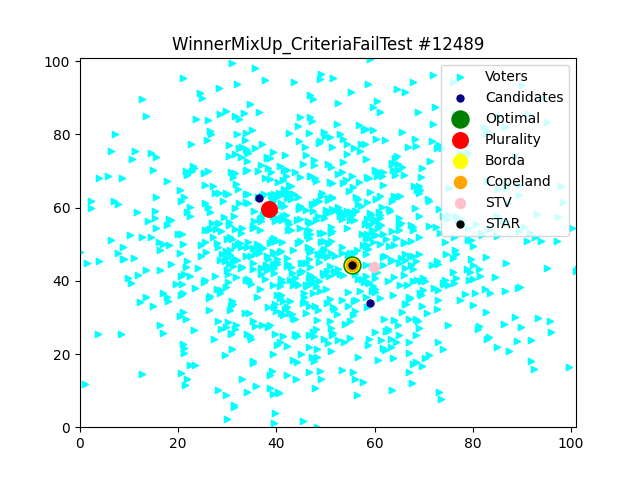 WinnerMixUp_CriteriaFailTest #12489
100
80
60
40
20
0
0
20
40
60
80
100
Voters
Candidates
Optimal
Plurality
Borda
Copeland
STV
STAR